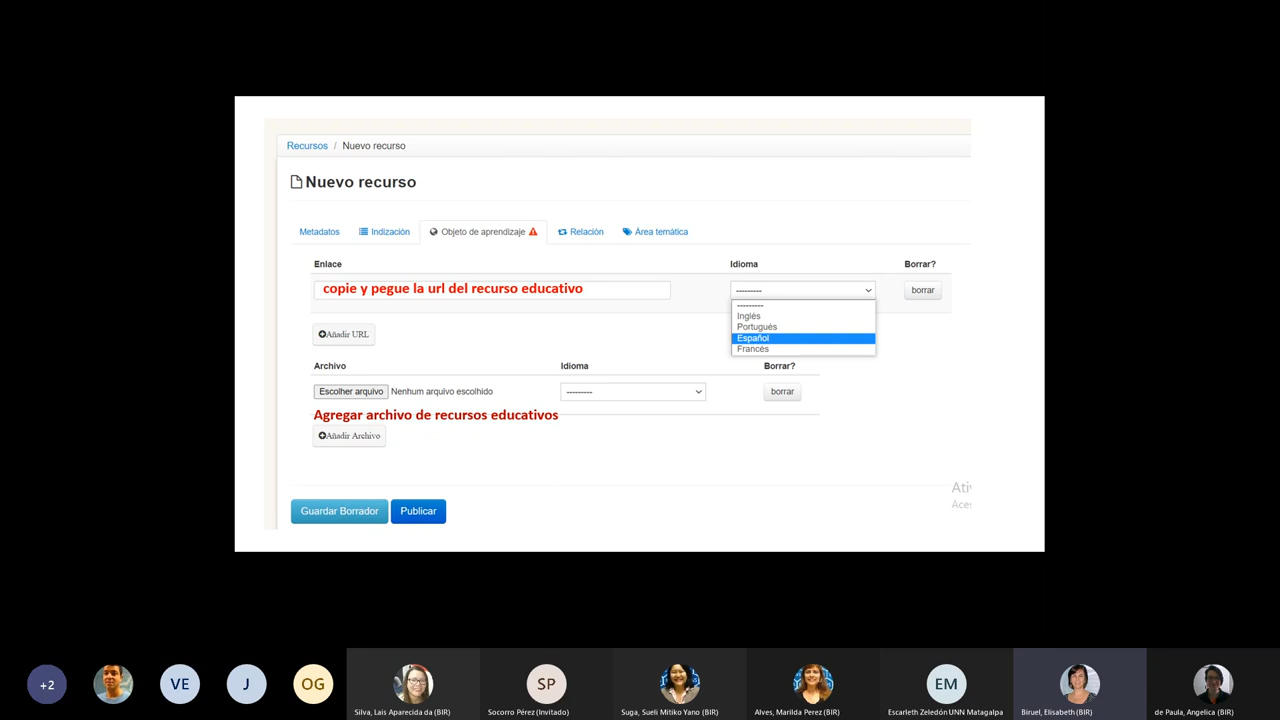 Recursos / Nuevo recurso
Nuevo recurso
Metadatos Indización Objeto de aprendizaje Relación Área temática
Enlace Idioma Borrar?
copie y pegue la url del recurso educativo --------- borrar
---------
Inglés
Portugués
Español
Francés
Añadir URL
Archivo Idioma Borrar?
Escolher arquivo Nenhum arquivo escolhido --------- borrar
Agregar archivo de recursos educativos
Añadir Archivo
Ativ
Aces
Guardar Borrador Publicar
+2 VE J OG SP EM
Silva, Lais Aparecida da (BIR) Socorro Pérez (Invitado) Suga, Sueli Mitiko Yano (BIR) Alves, Marilda Perez (BIR) Escarleth Zeledón UNN Matagalpa Biruel, Elisabeth (BIR) de Paula, Angelica (BIR)